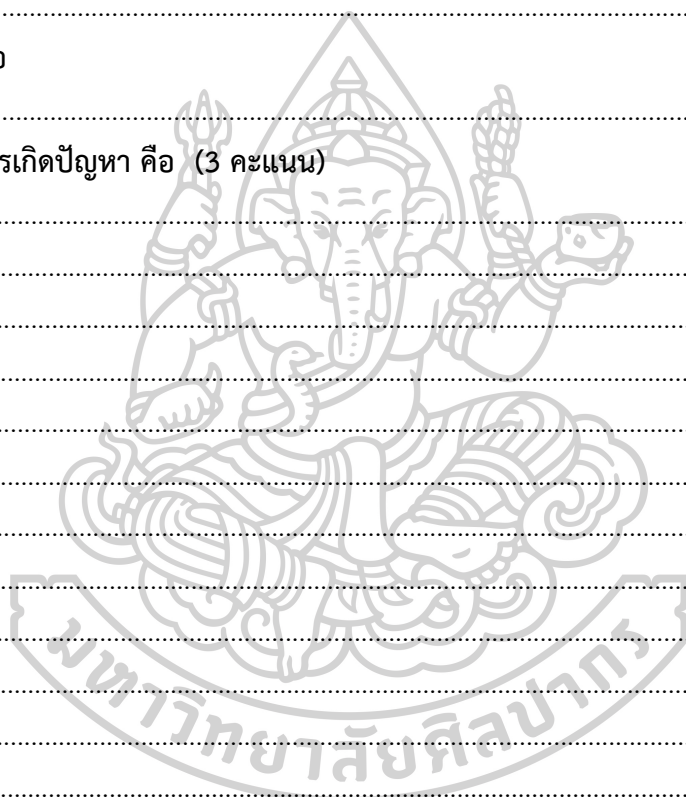 อ
รเกิดปัญหา คือ (3 คะแนน)
มหาวิทยาลัยศิลปากร